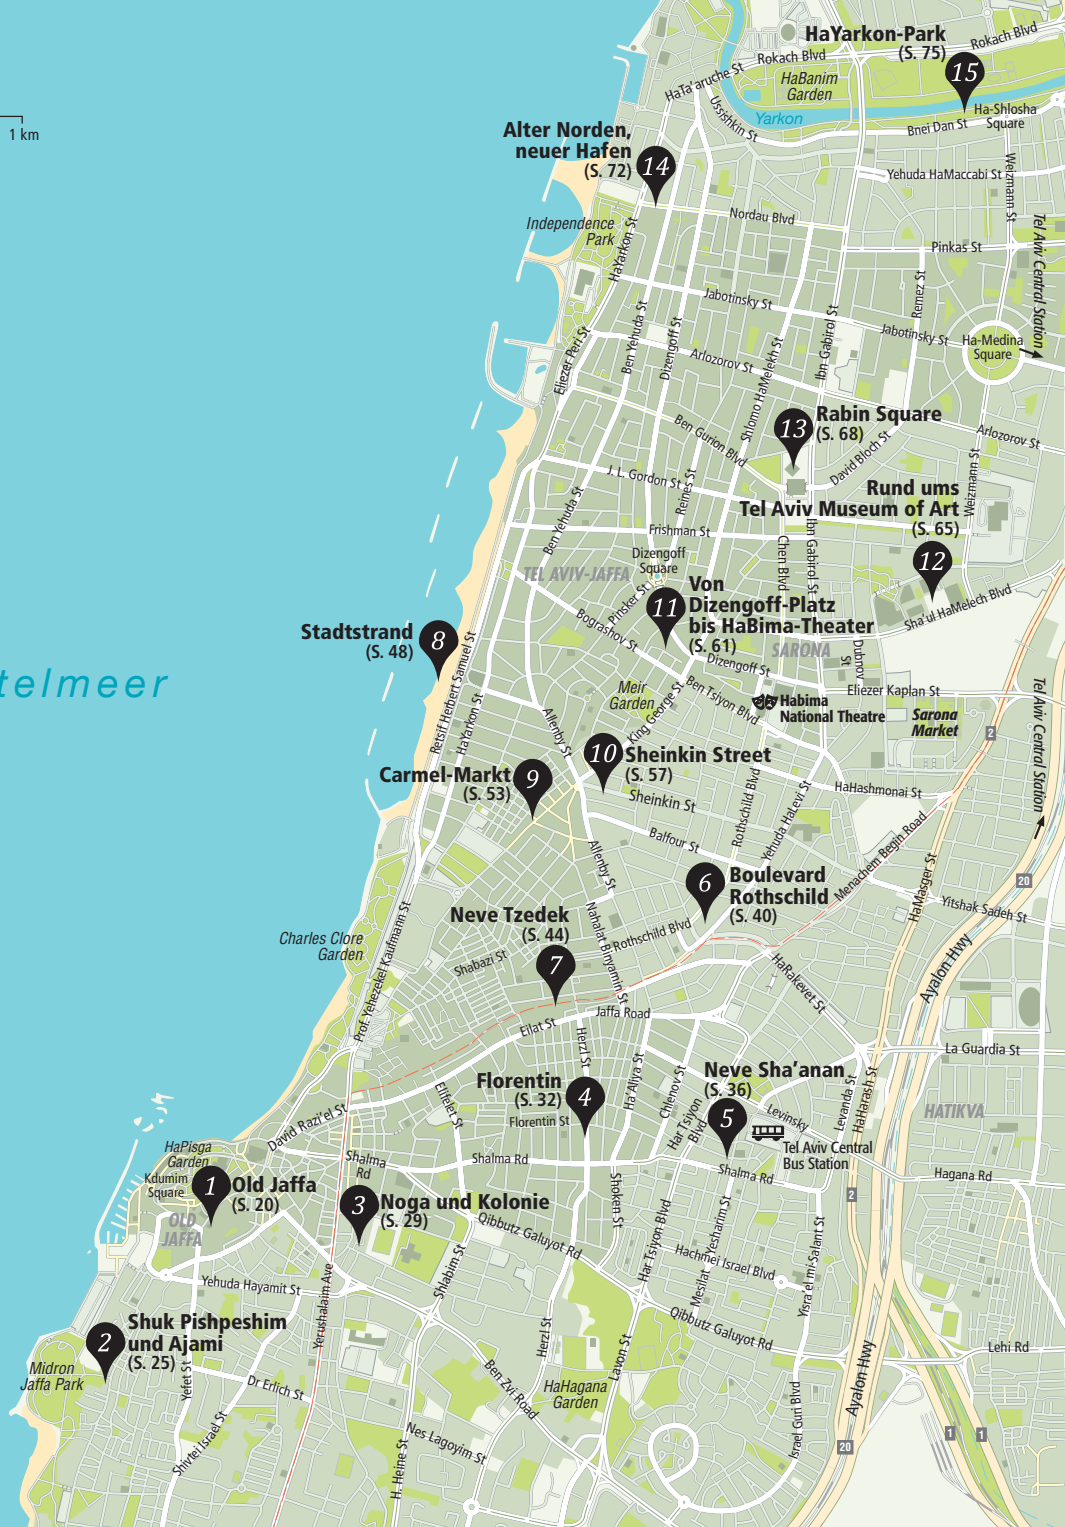 HaYarkon-Park
(S. 75)
15
Rokach Blvd
Rokach Blvd
HaBanim
Garden
HaTa'aruche St
Ussishkin St
Yarkon
Ha-Shlosha
Square
Bnei Dan St
1 km
Alter Norden,
neuer Hafen
(S. 72)
14
Yehuda HaMaccabi St
Weizmann St
Nordau Blvd
Independence
Park
HaYarkon St
Pinkas St
Tel Aviv Central
Station
Remez St
Jabotinsky St
Jabotinsky St
Ha-Medina
Square
Ben Yehuda St
Dizengoff St
Ibn Gabirol St
Eliezer Peri St
Arlozorov St
Shlomo HaMelekh St
13
Rabin Square
(S. 68)
Ben Gurion Blvd
David Bloch St
Arlozorov St
Weizmann St
J. L. Gordon St
Reines St
Rund ums
Tel Aviv Museum of Art
(S. 65)
12
Ben Yehuda St
Frishman St
Chen Blvd
Ibn Gabirol St
Dizengoff
Square
TEL AVIV-JAFFA
Pinsker St
11
Von
Dizengoff-Platz
bis HaBima-Theater
(S. 61)
Sha'ul HaMelech Blvd
Bograshov St
Stadtstrand
(S. 48)
8
SARONA
Dubnov
St
Dizengoff St
telmeer
Retsif Herbert Samuel St
HaYarkon St
Meir
Garden
Ben Tsiyon Blvd
Eliezer Kaplan St
Habima
National Theatre
Sarona
Market
Tel Aviv Central Station
King George St
Allenby St
2
10
Sheinkin Street
(S. 57)
Carmel-Markt
(S. 53)
9
Sheinkin St
HaHashmonai St
Rothschild Blvd
Yehuda HaLevi St
Balfour St
Menachem Begin Road
Allenby St
6
Boulevard
Rothschild
(S. 40)
HaMasger St
20
Yitshak Sadeh St
Neve Tzedek
(S. 44)
7
Nahalat Binyamin St
Rothschild Blvd
Charles Clore
Garden
Prof. Yehezekel Kaufmann St
Shabazi St
HaRakevet St
Ayalon Hwy
Jaffa Road
Eilat St
Herzl St
La Guardia St
Florentin
(S. 32)
4
Ha'Aliya St
Chlenov St
Neve Sha'anan
(S. 36)
5
Levanda St
HaHarash St
Elifelet St
Florentin St
Har Tsiyon
Blvd
Levinsky
HATIKVA
David Razi'el St
Tel Aviv Central
Bus Station
HaPisga
Garden
Shalma
Rd
Shalma Rd
Shalma Rd
Hagana Rd
Kdumim
Square
1
Old Jaffa
(S. 20)
Shoken St
2
3
Noga und Kolonie
(S. 29)
OLD
JAFFA
Qibbutz Galuyot Rd
Har Tsiyon Blvd
Mesilat Yesharim St
Hachmei Israel Blvd
Yisra'el mi-Salant St
Yehuda Hayamit St
Yerushalaim Ave
Shlabim St
Shuk Pishpeshim
und Ajami
(S. 25)
2
Qibbutz Galuyot Rd
Herzl St
Lavon St
Lehi Rd
Midron
Jaffa Park
Yefet St
Dr Erlich St
Ben Zvi Road
HaHagana
Garden
Ayalon Hwy
Shivtei Israel St
Nes Lagoyim St
H. Heine St
Israel Guri Blvd
20
1
1